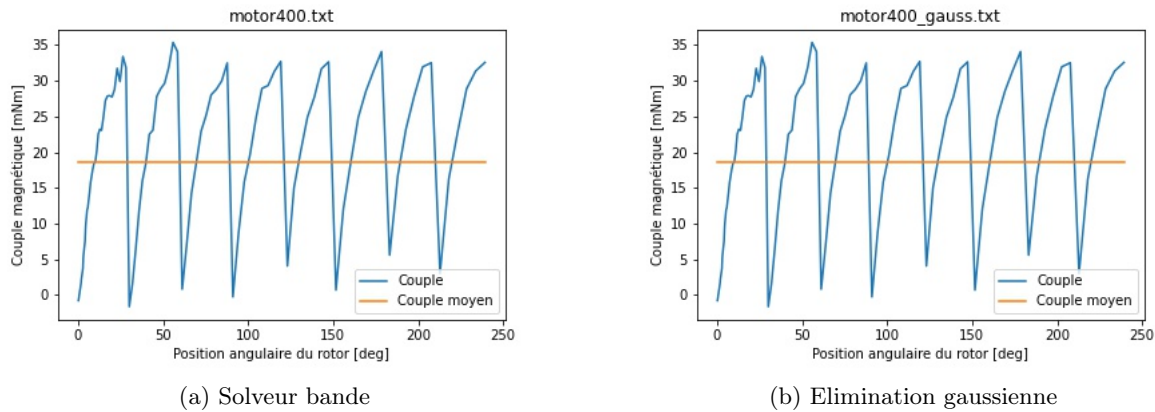 motor400.txt
Couple magnétique [mNm]
35
30
25
20
15
10
5
0
0
50
100
150
200
250
Couple
Couple moyen
Position angulaire du rotor [deg]
(a) Solveur bande
motor400_gauss.txt
Couple magnétique [mNm]
35
30
25
20
15
10
5
0
0
50
100
150
200
250
Couple
Couple moyen
Position angulaire du rotor [deg]
(b) Elimination gaussienne